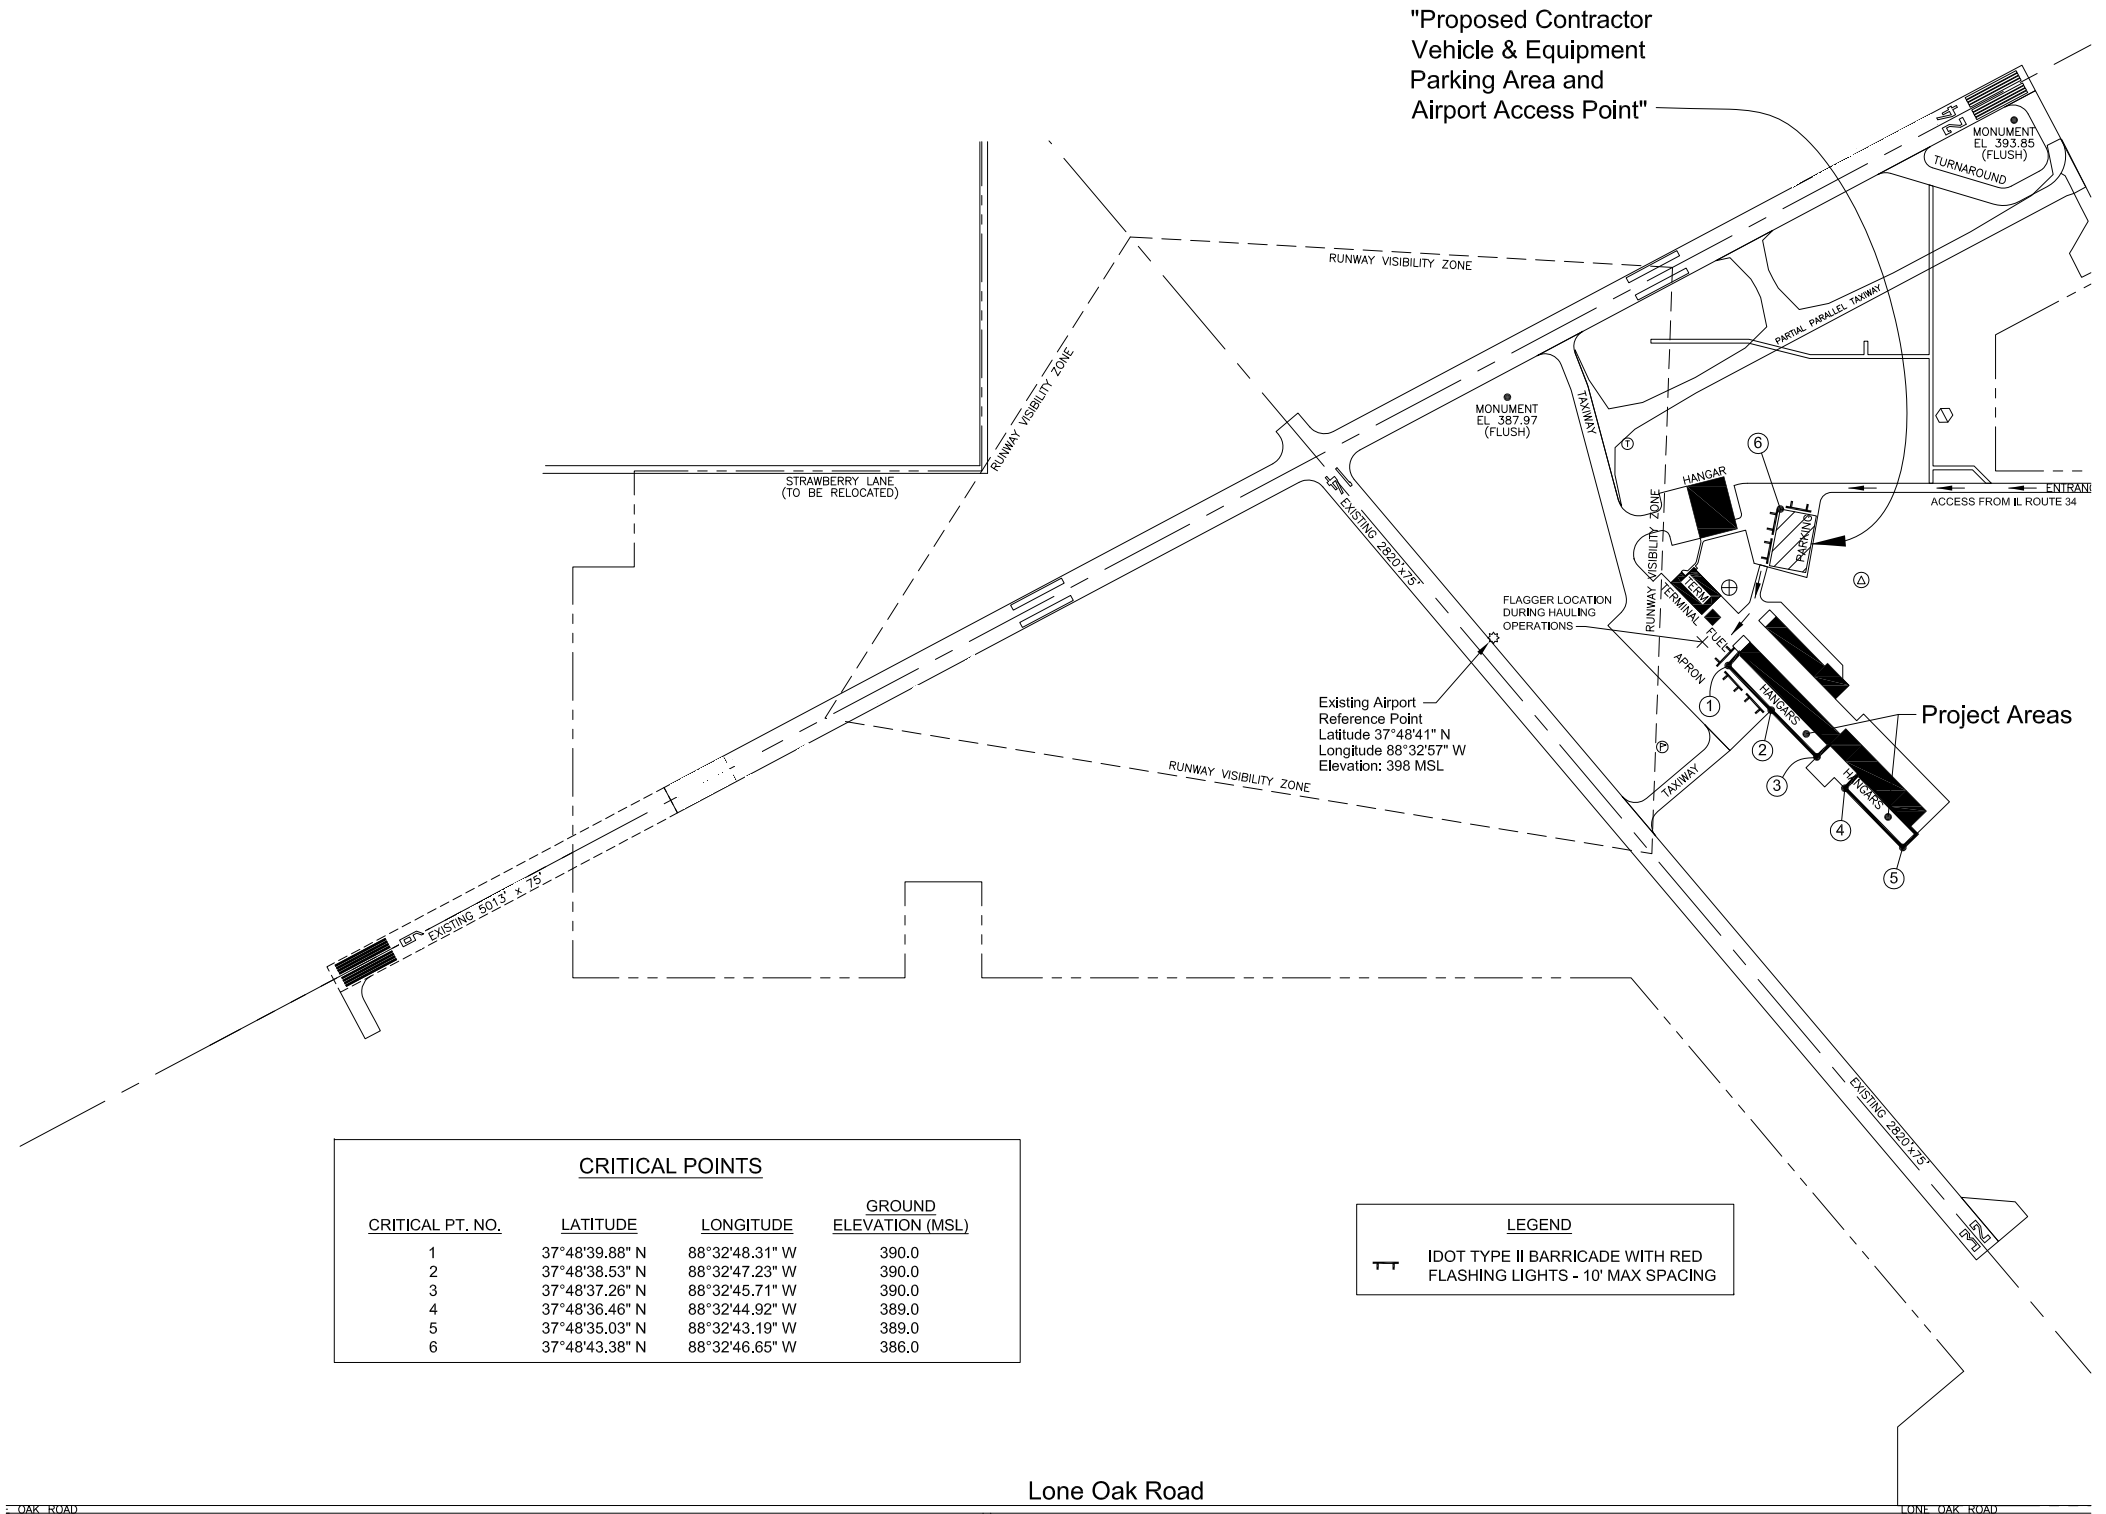 "Proposed Contractor
Vehicle & Equipment
Parking Area and
Airport Access Point"
24
MONUMENT
EL 393.85
(FLUSH)
TURNAROUND
RUNWAY VISIBILITY ZONE
PARTIAL PARALLEL TAXIWAY
RUNWAY VISIBILITY ZONE
MONUMENT
EL 387.97
(FLUSH)
TAXIWAY
T
6
STRAWBERRY LANE
(TO BE RELOCATED)
HANGAR
ENTRANC
ACCESS FROM IL ROUTE 34
EXISTING 2820'x75'
RUNWAY VISIBILITY ZONE
PARKING
FLAGGER LOCATION
DURING HAULING
OPERATIONS
TERM
TERMINAL
FUEL
APRON
HANGARS
1
Existing Airport
Reference Point
Latitude 37°48'41" N
Longitude 88°32'57" W
Elevation: 398 MSL
Project Areas
2
P
3
TAXIWAY
HANGARS
4
5
RUNWAY VISIBILITY ZONE
EXISTING 5013' x 75'
EXISTING 2820'x75'
32
CRITICAL POINTS
CRITICAL PT. NO. LATITUDE LONGITUDE GROUND ELEVATION (MSL)
1 37°48'39.88" N 88°32'48.31" W 390.0
2 37°48'38.53" N 88°32'47.23" W 390.0
3 37°48'37.26" N 88°32'45.71" W 390.0
4 37°48'36.46" N 88°32'44.92" W 389.0
5 37°48'35.03" N 88°32'43.19" W 389.0
6 37°48'43.38" N 88°32'46.65" W 386.0
LEGEND
IDOT TYPE II BARRICADE WITH RED
FLASHING LIGHTS - 10' MAX SPACING
Lone Oak Road
OAK ROAD
LONE OAK ROAD